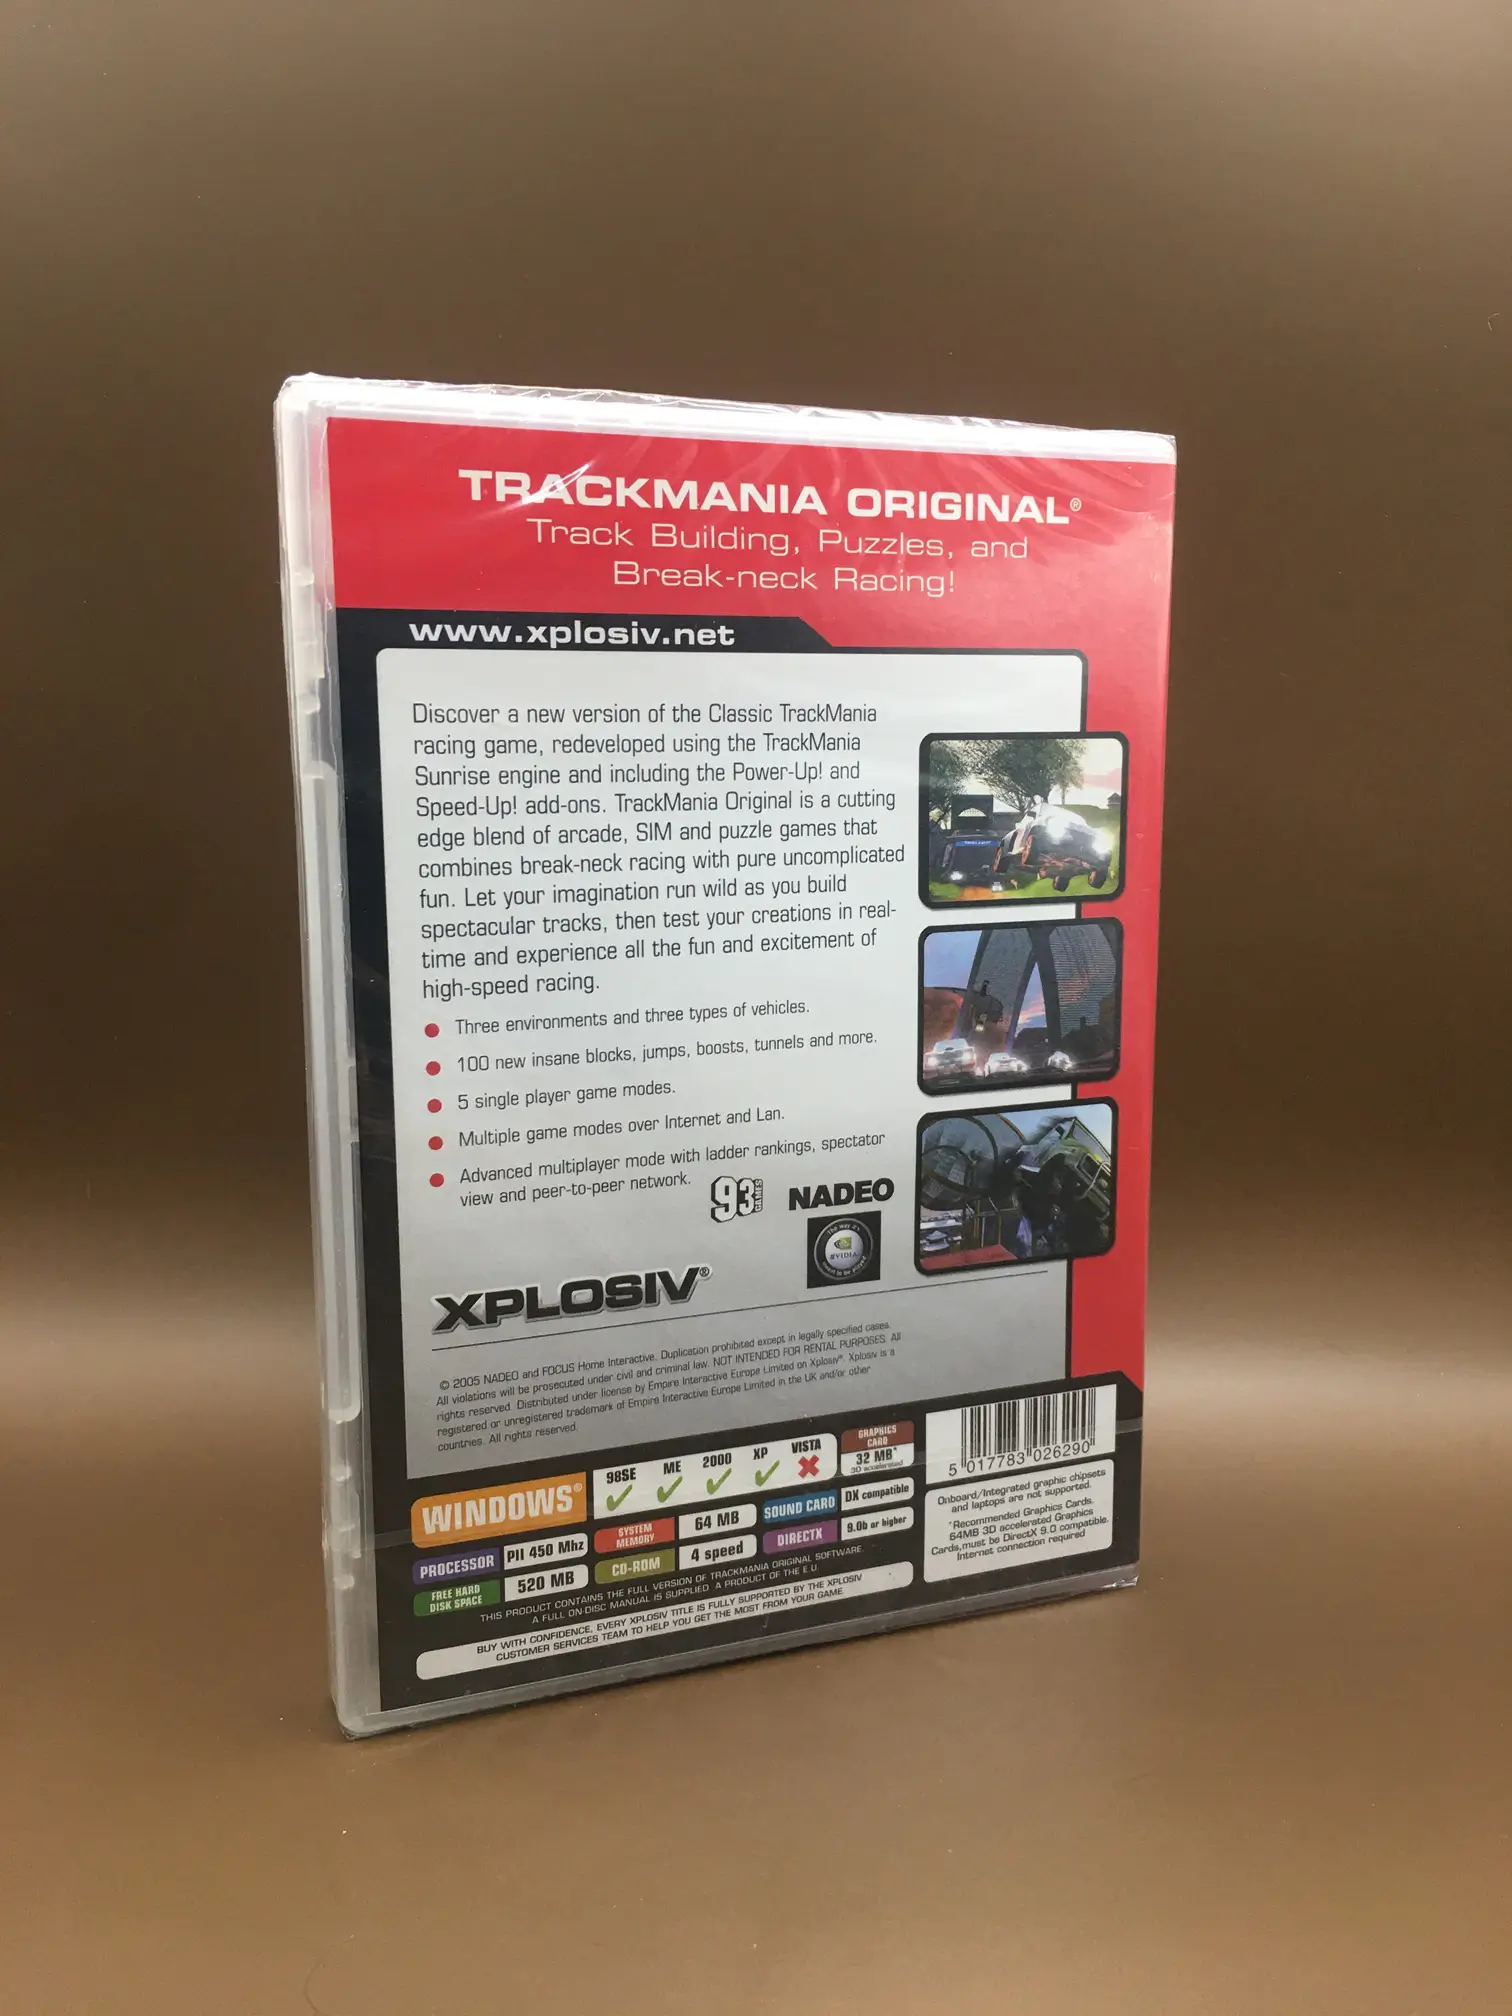 TRACKMANIA ORIGINAL®
Track Building, Puzzles, and
Break-neck Racing!
www.xplosiv.net
Discover a new version of the Classic TrackMania
racing game, redeveloped using the TrackMania
Sunrise engine and including the Power-Up! and
Speed-Up! add-ons. TrackMania Original is a cutting
edge blend of arcade, SIM and puzzle games that
combines break-neck racing with pure uncomplicated
fun. Let your imagination run wild as you build
spectacular tracks, then test your creations in real-
time and experience all the fun and excitement of
high-speed racing.
Three environments and three types of vehicles.
100 new insane blocks, jumps, boosts, tunnels and more.
5 single player game modes.
Multiple game modes over Internet and Lan.
Advanced multiplayer mode with ladder rankings, spectator
view and peer-to-peer network.
93 GAMES
NADEO
The way it's
NVIDIA
meant to be played
XPLOSIV®
© 2005 NADEO and FOCUS Home Interactive. Duplication prohibited except in legally specified cases.
All violations will be prosecuted under civil and criminal law. NOT INTENDED FOR RENTAL PURPOSES. All
rights reserved. Distributed under license by Empire Interactive Europe Limited on Xplosiv®. Xplosiv is a
registered or unregistered trademark of Empire Interactive Europe Limited in the UK and/or other
countries. All rights reserved.
WINDOWS®
98SE ME 2000 XP VISTA
GRAPHICS CARD
32 MB*
3D accelerated
PROCESSOR PII 450 Mhz
SYSTEM MEMORY 64 MB
SOUND CARD DX compatible
FREE HARD DISK SPACE 520 MB
CD-ROM 4 speed
DIRECTX 9.0b or higher
THIS PRODUCT CONTAINS THE FULL VERSION OF TRACKMANIA ORIGINAL SOFTWARE.
A FULL ON-DISC MANUAL IS SUPPLIED. A PRODUCT OF THE E.U.
BUY WITH CONFIDENCE, EVERY XPLOSIV TITLE IS FULLY SUPPORTED BY THE XPLOSIV
CUSTOMER SERVICES TEAM TO HELP YOU GET THE MOST FROM YOUR GAME
5 017783 026290
Onboard/Integrated graphic chipsets
and laptops are not supported.
*Recommended Graphics Cards.
64MB 3D accelerated Graphics
Cards,must be DirectX 9.0 compatible.
Internet connection required